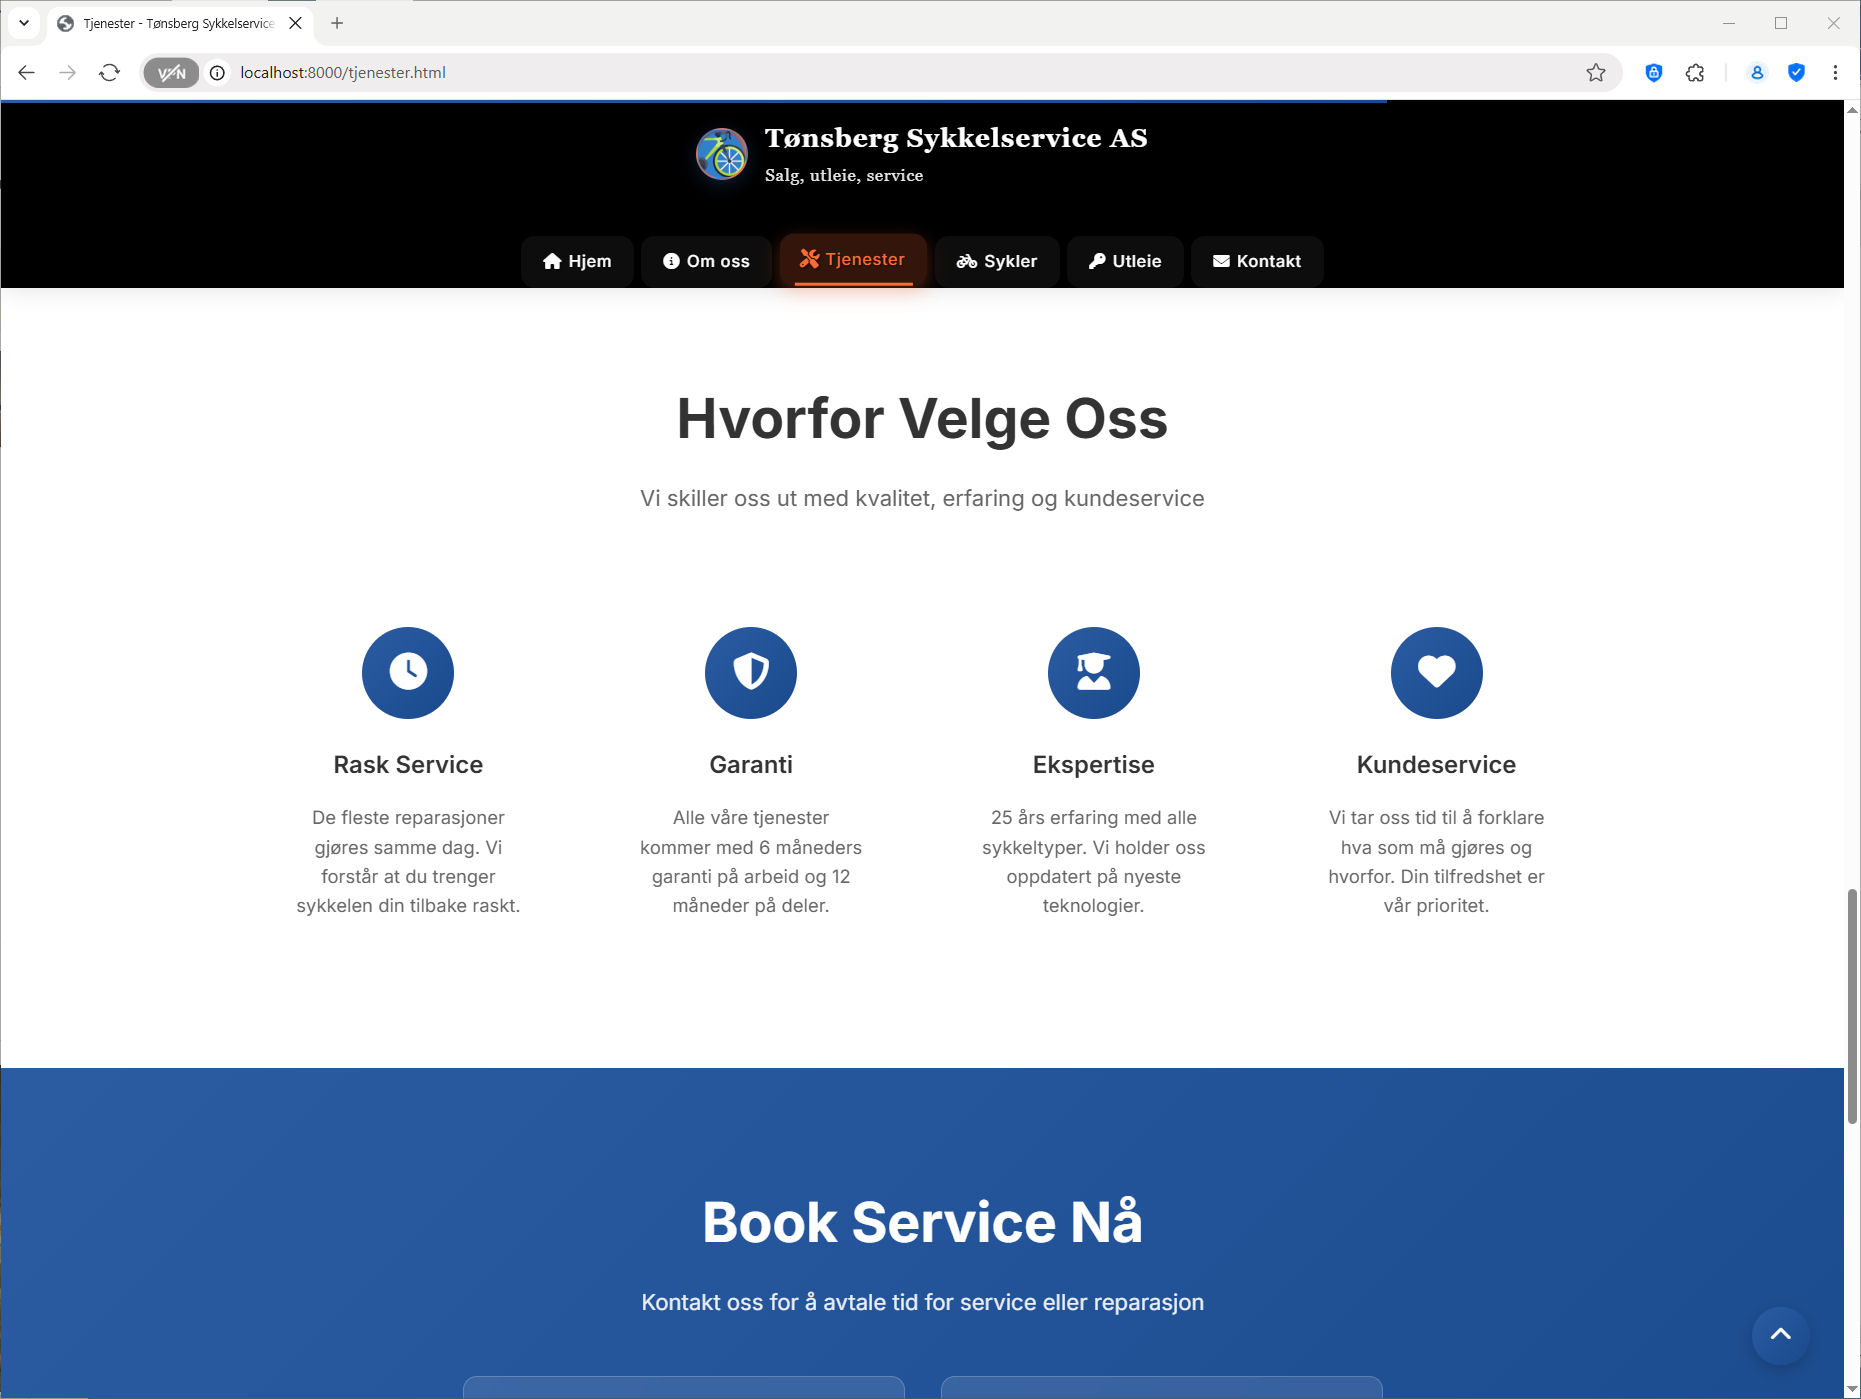 Tjenester - Tønsberg Sykkelservice
VPN
localhost:8000/tjenester.html
Tønsberg Sykkelservice AS
Salg, utleie, service
Hjem
Om oss
Tjenester
Sykler
Utleie
Kontakt
Hvorfor Velge Oss
Vi skiller oss ut med kvalitet, erfaring og kundeservice
Rask Service
De fleste reparasjoner
gjøres samme dag. Vi
forstår at du trenger
sykkelen din tilbake raskt.
Garanti
Alle våre tjenester
kommer med 6 måneders
garanti på arbeid og 12
måneder på deler.
Ekspertise
25 års erfaring med alle
sykkeltyper. Vi holder oss
oppdatert på nyeste
teknologier.
Kundeservice
Vi tar oss tid til å forklare
hva som må gjøres og
hvorfor. Din tilfredshet er
vår prioritet.
Book Service Nå
Kontakt oss for å avtale tid for service eller reparasjon